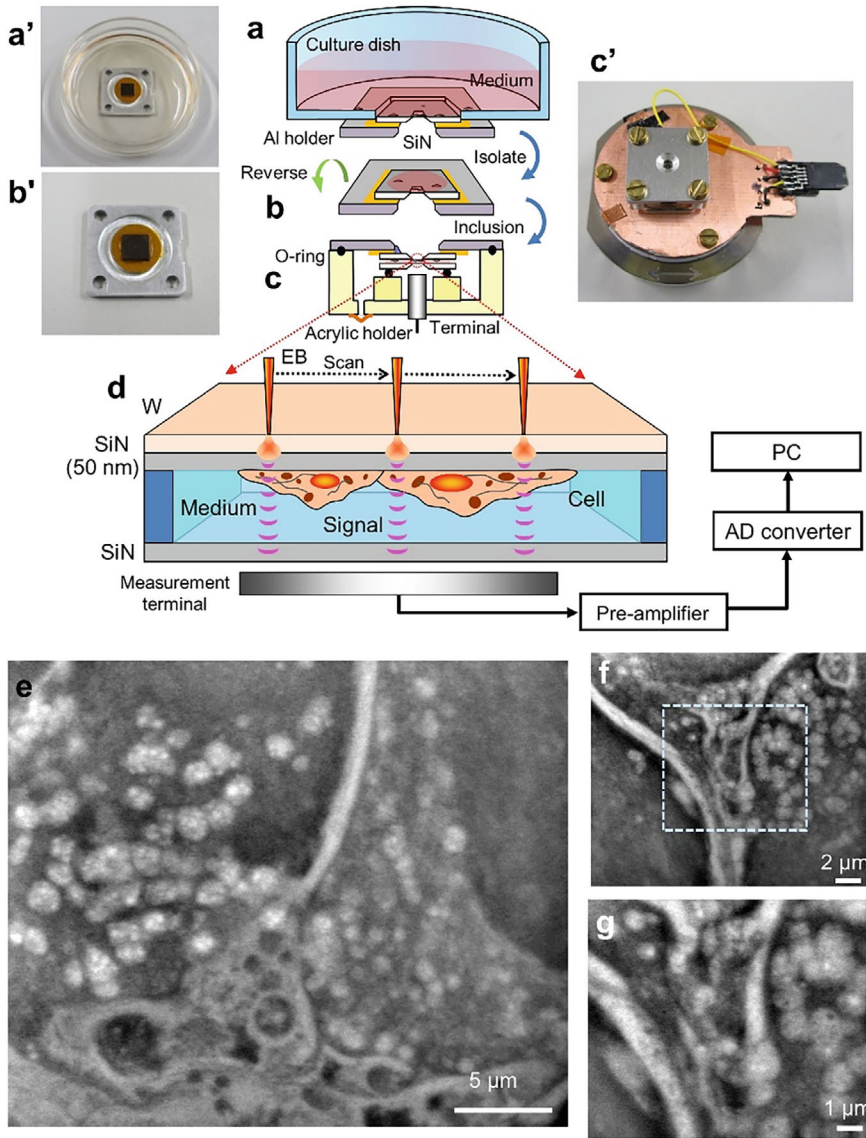 a'
a
Culture dish
Medium
Al holder
SiN
Isolate
Reverse
b'
b
Inclusion
O-ring
c
Acrylic holder
Terminal
c'
d
EB
Scan
W
SiN
(50 nm)
Medium
Signal
Cell
SiN
Measurement
terminal
Pre-amplifier
AD converter
PC
e
5 μm
f
2 μm
g
1 μm